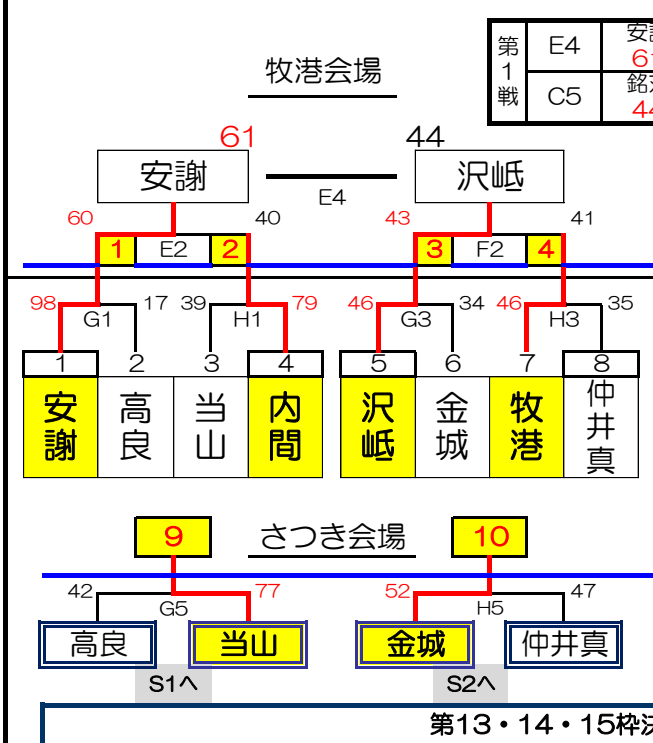 第1戦 E4 安
61
C5
44
牧港会場
61 44
安謝 沢岻
E4
60 40 43 41
1 E2 2 3 F2 4
98 17 39 79 46 34 46 35
G1 H1 G3 H3
1 2 3 4 5 6 7 8
安謝 高良 当山 内間 沢岻 金城 牧港 仲井真
9 さつき会場 10
42 77 52 47
G5 H5
高良 当山 金城 仲井真
S1へ S2へ
第13・14・15枠